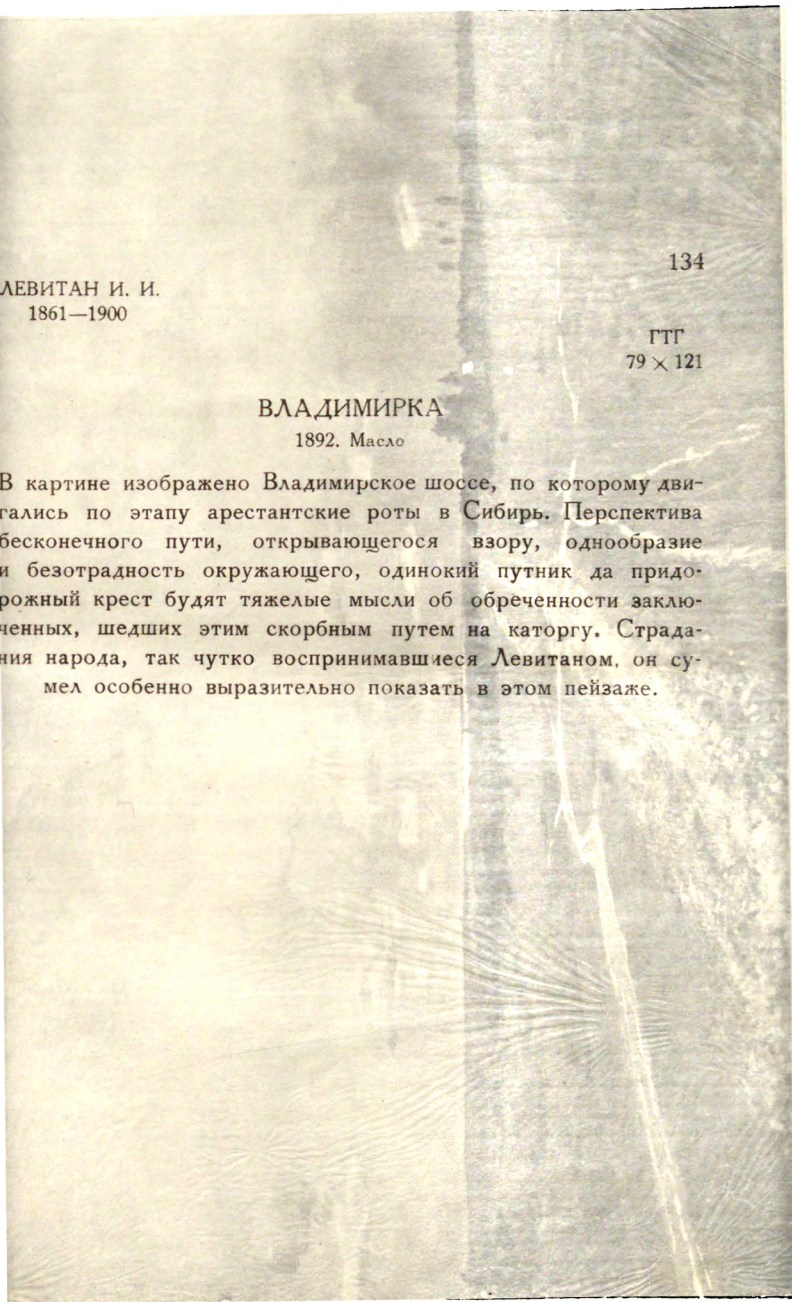 134
ЛЕВИТАН И. И.
1861—1900
ГТГ
79 × 121
ВЛАДИМИРКА
1892. Масло
В картине изображено Владимирское шоссе, по которому дви-
гались по этапу арестантские роты в Сибирь. Перспектива
бесконечного пути, открывающегося взору, однообразие
и безотрадность окружающего, одинокий путник да придо-
рожный крест будят тяжелые мысли об обреченности заклю-
ченных, шедших этим скорбным путем на каторгу. Страда-
ния народа, так чутко воспринимавшиеся Левитаном, он су-
мел особенно выразительно показать в этом пейзаже.